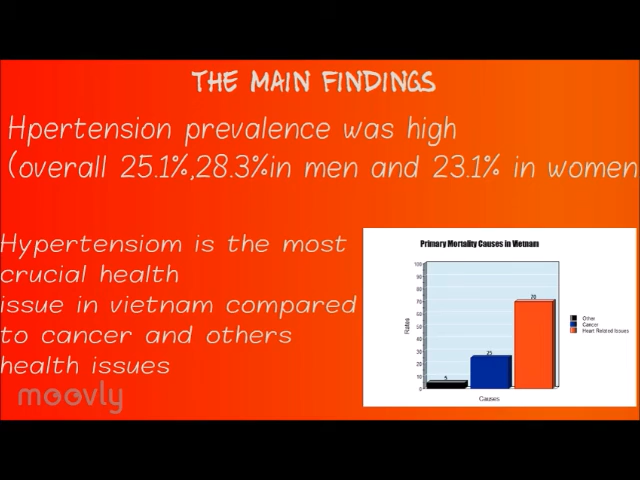 THE MAIN FINDINGS
Hpertension prevalence was high
(overall 25.1%,28.3%in men and 23.1% in women
Hypertensiom is the most
crucial health
issue in vietnam compared
to cancer and others
health issues
moovly
Primary Mortality Causes in Vietnam
100
90
80
70
60
50
40
30
20
10
0
Rates
5
25
70
Causes
Other
Cancer
Heart Related Issues